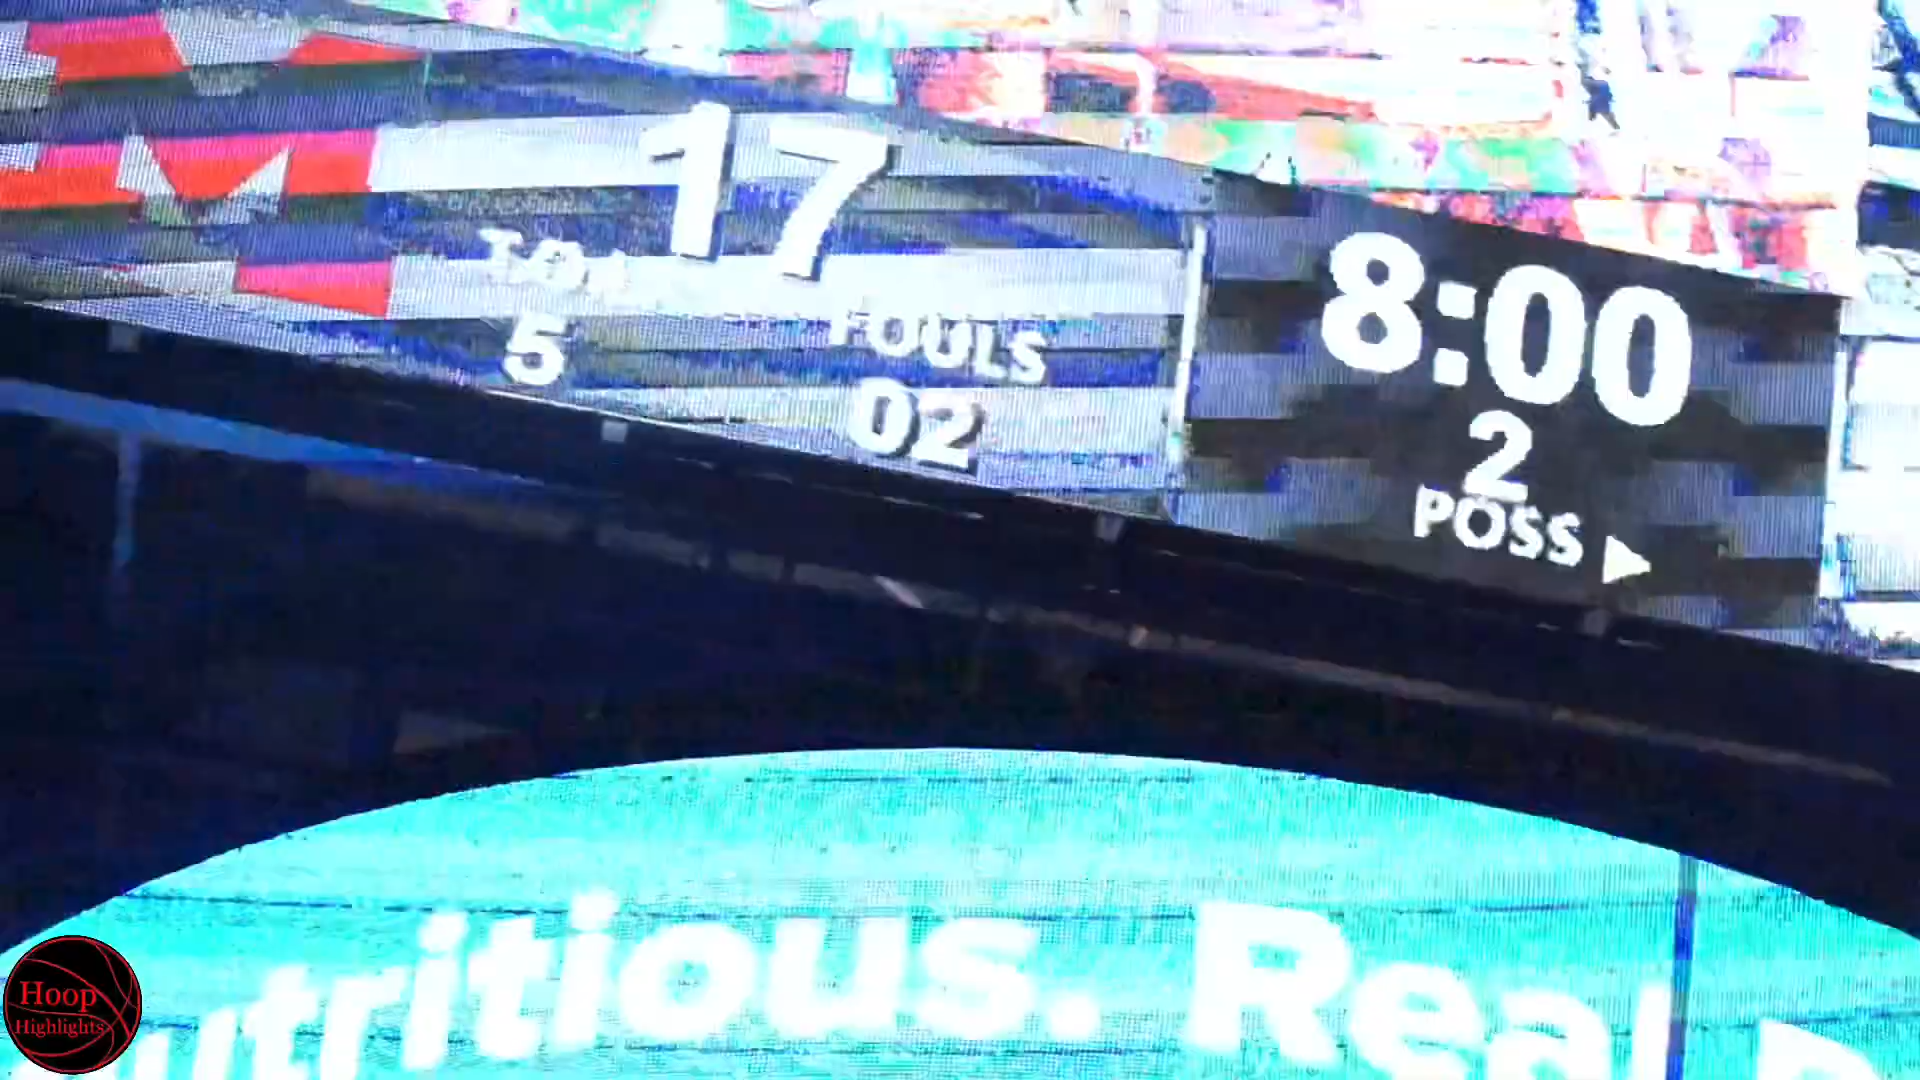 17
8:00
T.O.L
5
FOULS
02
2
POSS ▶
utritious. Real
Hoop
Highlights